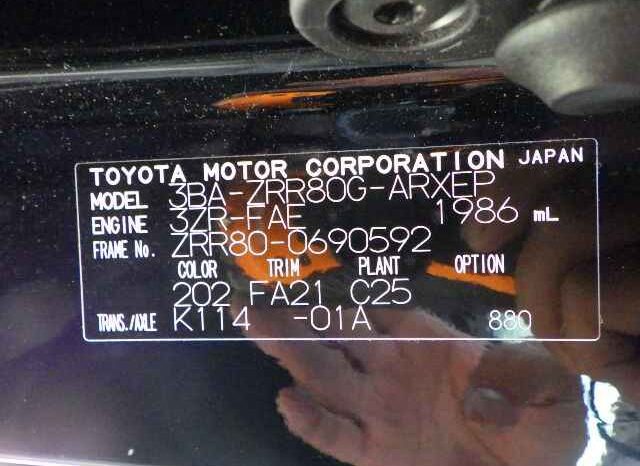 TOYOTA MOTOR CORPORATION JAPAN
MODEL 3BA-ZRR80G-ARXEP
ENGINE 3ZR-FAE 1986 mL
FRAME No. ZRR80-0690592
COLOR TRIM PLANT OPTION
202 FA21 C25
TRANS./AXLE K114 -01A 880